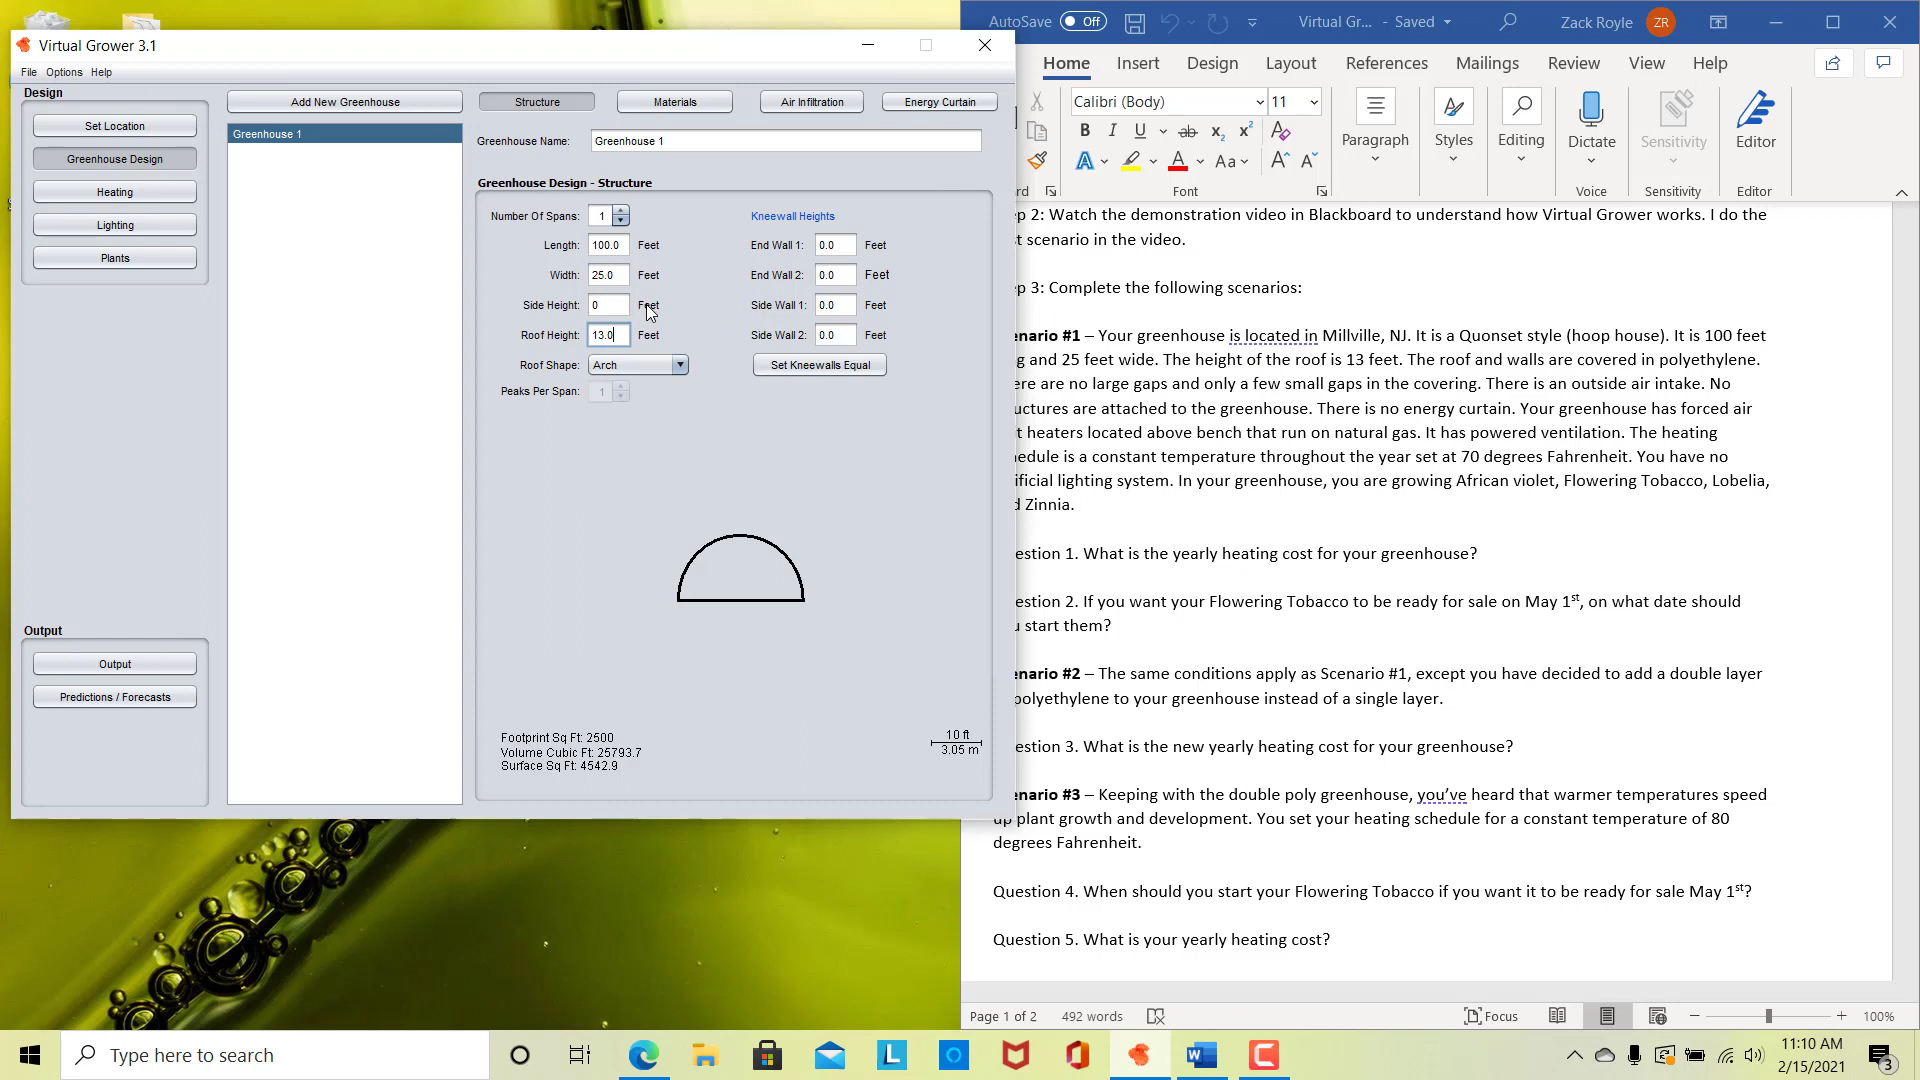 Virtual Grower 3.1
File Options Help
Design
Set Location
Greenhouse Design
Heating
Lighting
Plants
Output
Output
Predictions / Forecasts
Add New Greenhouse
Greenhouse 1
Structure
Materials
Air Infiltration
Energy Curtain
Greenhouse Name: Greenhouse 1
Greenhouse Design - Structure
Number Of Spans: 1
Length: 100.0 Feet
Width: 25.0 Feet
Side Height: 0 Feet
Roof Height: 13.0 Feet
Roof Shape: Arch
Peaks Per Span: 1
Kneewall Heights
End Wall 1: 0.0 Feet
End Wall 2: 0.0 Feet
Side Wall 1: 0.0 Feet
Side Wall 2: 0.0 Feet
Set Kneewalls Equal
Footprint Sq Ft: 2500
Volume Cubic Ft: 25793.7
Surface Sq Ft: 4542.9
10 ft
3.05 m
AutoSave Off Virtual Gr... - Saved Zack Royle ZR
Home Insert Design Layout References Mailings Review View Help
Calibri (Body) 11
B I U ab x₂ x² A
A A Aa A A
Paragraph
Styles
Editing
Dictate
Sensitivity
Editor
ard Font Voice Sensitivity Editor
ep 2: Watch the demonstration video in Blackboard to understand how Virtual Grower works. I do the
st scenario in the video.
ep 3: Complete the following scenarios:
enario #1 – Your greenhouse is located in Millville, NJ. It is a Quonset style (hoop house). It is 100 feet
g and 25 feet wide. The height of the roof is 13 feet. The roof and walls are covered in polyethylene.
ere are no large gaps and only a few small gaps in the covering. There is an outside air intake. No
uctures are attached to the greenhouse. There is no energy curtain. Your greenhouse has forced air
t heaters located above bench that run on natural gas. It has powered ventilation. The heating
edule is a constant temperature throughout the year set at 70 degrees Fahrenheit. You have no
ificial lighting system. In your greenhouse, you are growing African violet, Flowering Tobacco, Lobelia,
d Zinnia.
estion 1. What is the yearly heating cost for your greenhouse?
estion 2. If you want your Flowering Tobacco to be ready for sale on May 1st, on what date should
u start them?
enario #2 – The same conditions apply as Scenario #1, except you have decided to add a double layer
polyethylene to your greenhouse instead of a single layer.
estion 3. What is the new yearly heating cost for your greenhouse?
enario #3 – Keeping with the double poly greenhouse, you've heard that warmer temperatures speed
up plant growth and development. You set your heating schedule for a constant temperature of 80
degrees Fahrenheit.
Question 4. When should you start your Flowering Tobacco if you want it to be ready for sale May 1st?
Question 5. What is your yearly heating cost?
Page 1 of 2 492 words Focus 100%
Type here to search
11:10 AM
2/15/2021
3